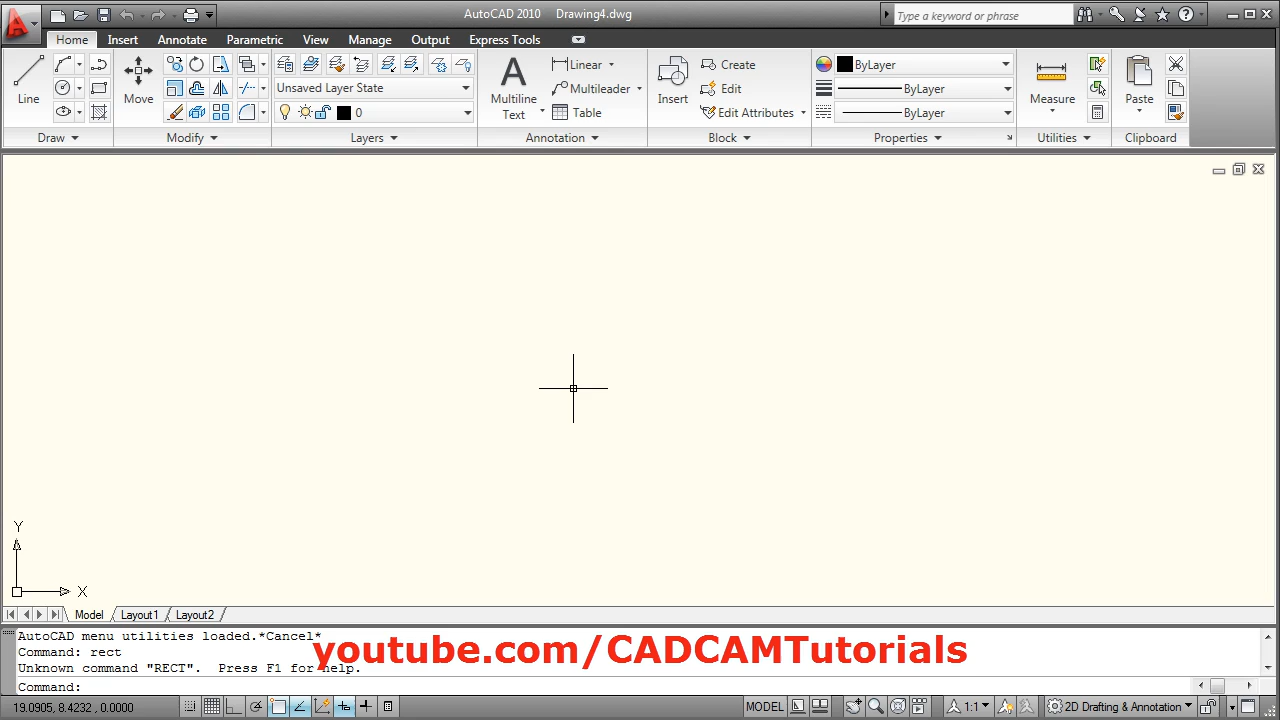 AutoCAD 2010 Drawing4.dwg
Type a keyword or phrase
Home Insert Annotate Parametric View Manage Output Express Tools
Line
Move
Unsaved Layer State
0
Multiline Text
Linear
Multileader
Table
Insert
Create
Edit
Edit Attributes
ByLayer
ByLayer
ByLayer
Measure
Paste
Draw Modify Layers Annotation Block Properties Utilities Clipboard
Y
X
Model Layout1 Layout2
AutoCAD menu utilities loaded.*Cancel*
Command: rect
Unknown command "RECT". Press F1 for help.
Command:
youtube.com/CADCAMTutorials
19.0905, 8.4232 , 0.0000 MODEL 1:1 2D Drafting & Annotation